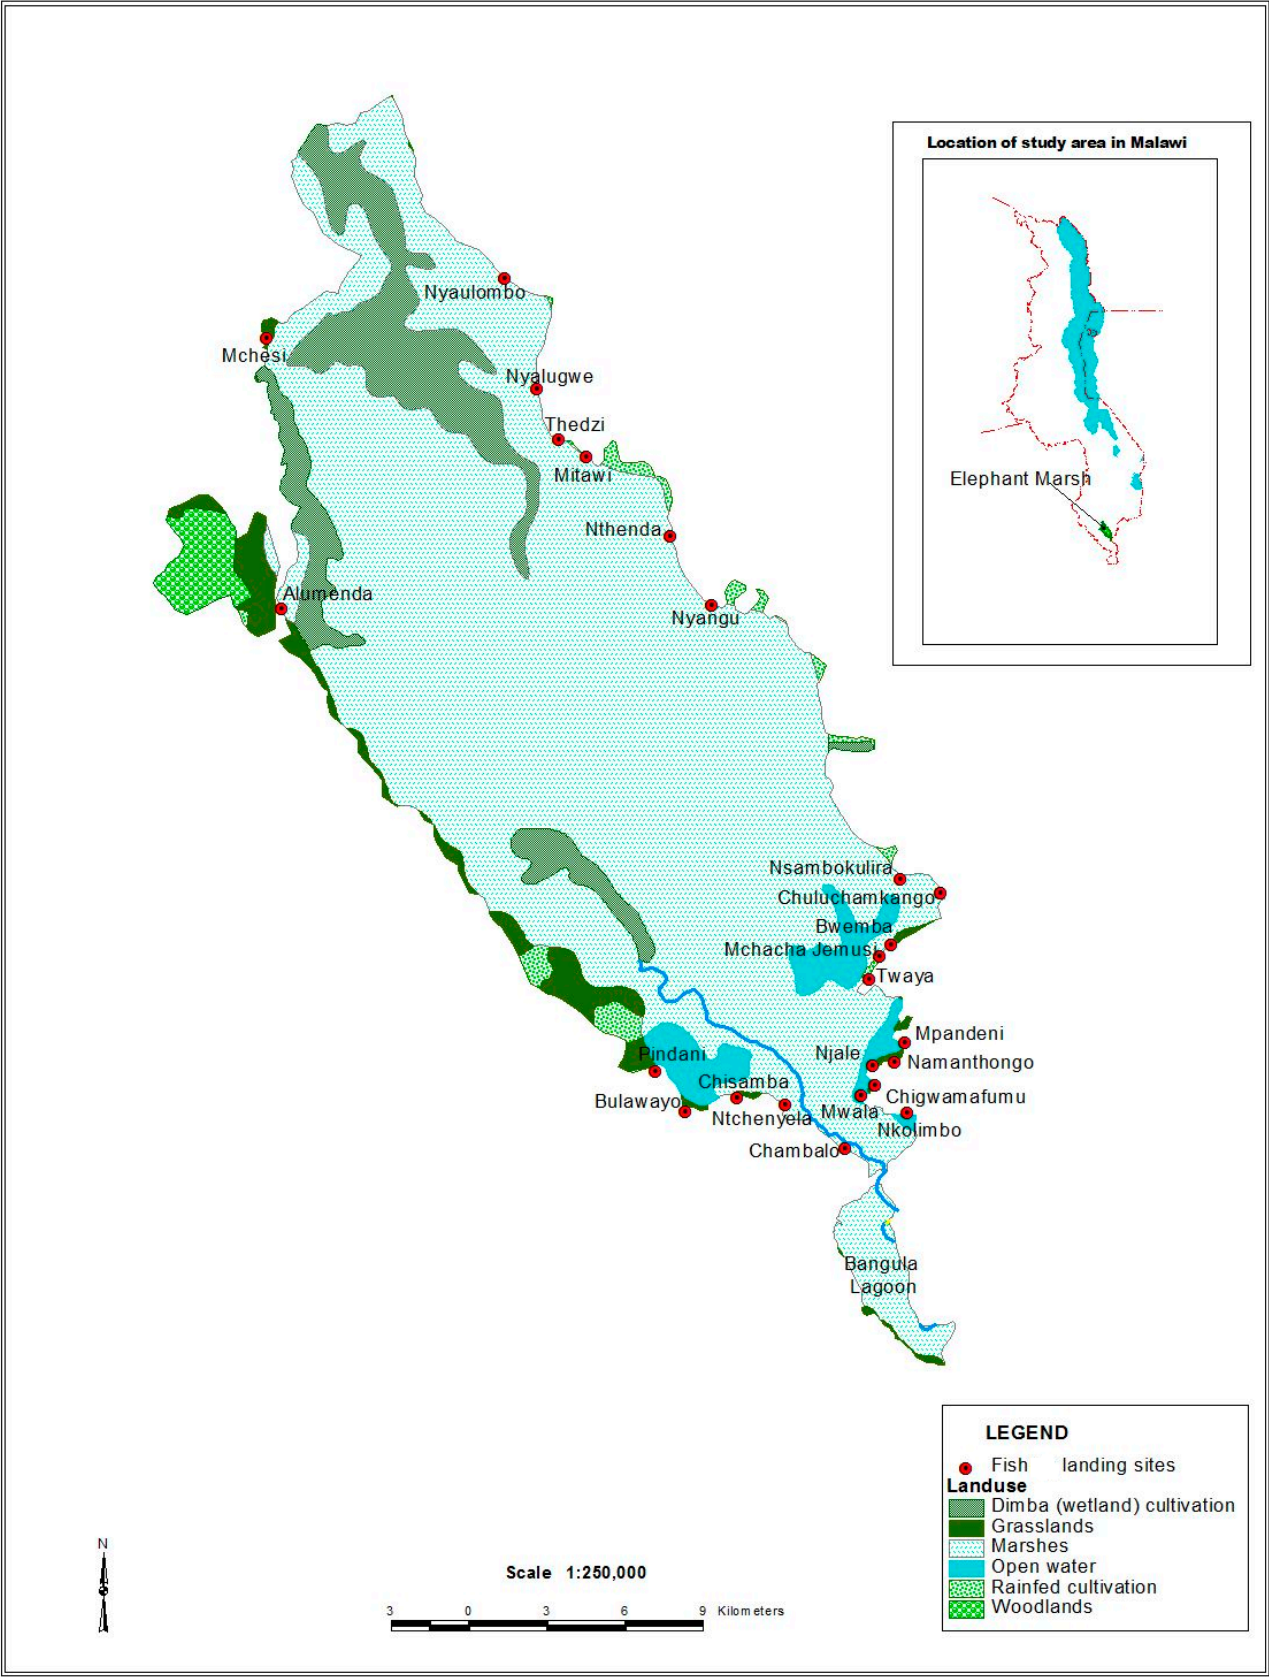 Location of study area in Malawi
Elephant Marsh
Nyaulombo
Mchesi
Nyalugwe
Thedzi
Mitawi
Nthenda
Alumenda
Nyangu
Nsambokulira
Chuluchamkango
Bwemba
Mchacha Jemusi
Twaya
Mpandeni
Njale
Namanthongo
Pindani
Chisamba
Chigwamafumu
Bulawayo
Mwala
Ntchenyela
Nkolimbo
Chambalo
Bangula
Lagoon
LEGEND
Fish landing sites
Landuse
Dimba (wetland) cultivation
Grasslands
Marshes
Open water
Rainfed cultivation
Woodlands
N
Scale 1:250,000
3 0 3 6 9 Kilometers